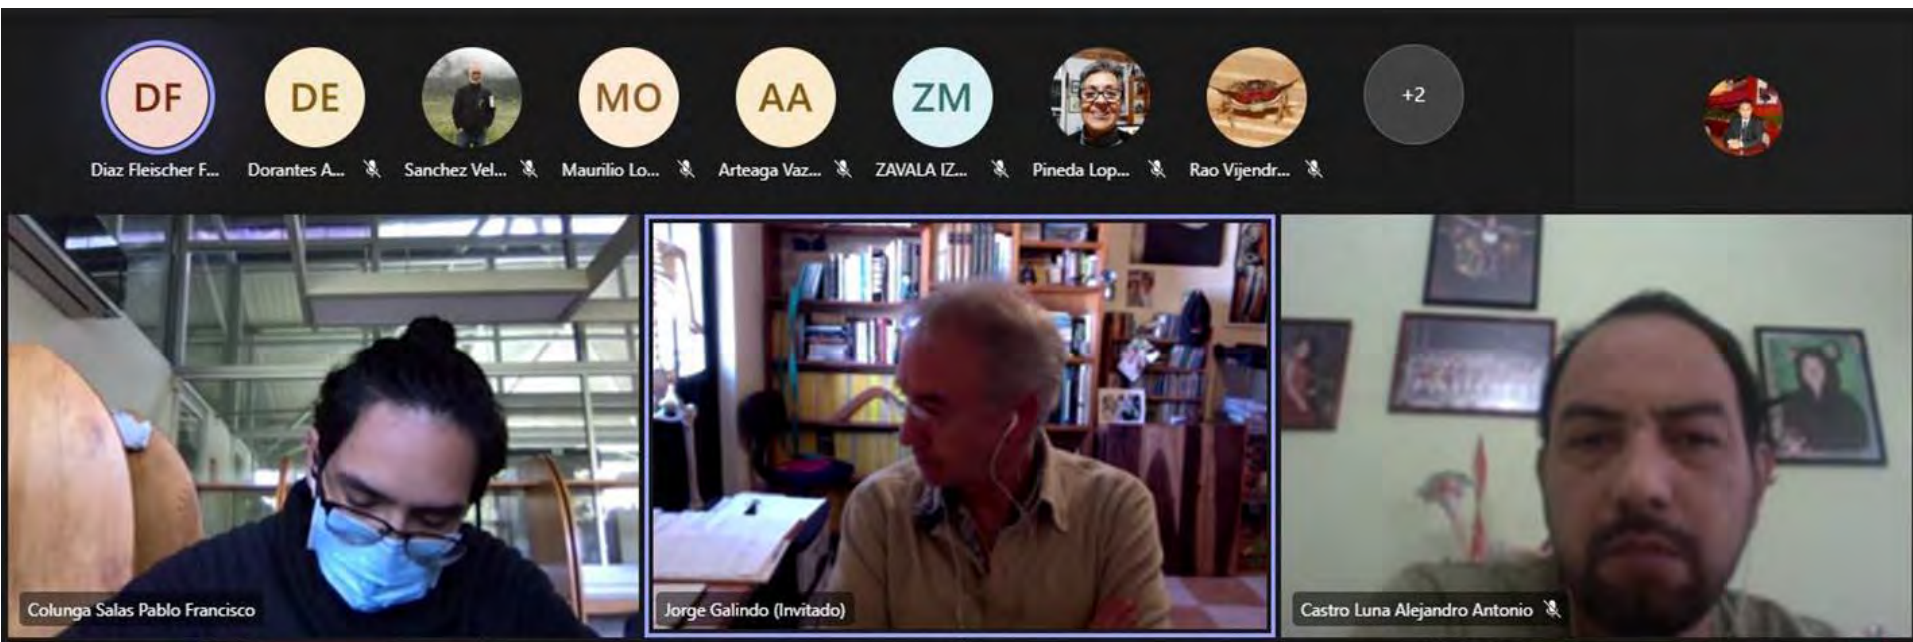 DF
DE
MO
AA
ZM
+2
Diaz Fleischer F...
Dorantes A...
Sanchez Vel...
Maurilio Lo...
Arteaga Vaz...
ZAVALA IZ...
Pineda Lop...
Rao Vijendr...
Colunga Salas Pablo Francisco
Jorge Galindo (Invitado)
Castro Luna Alejandro Antonio